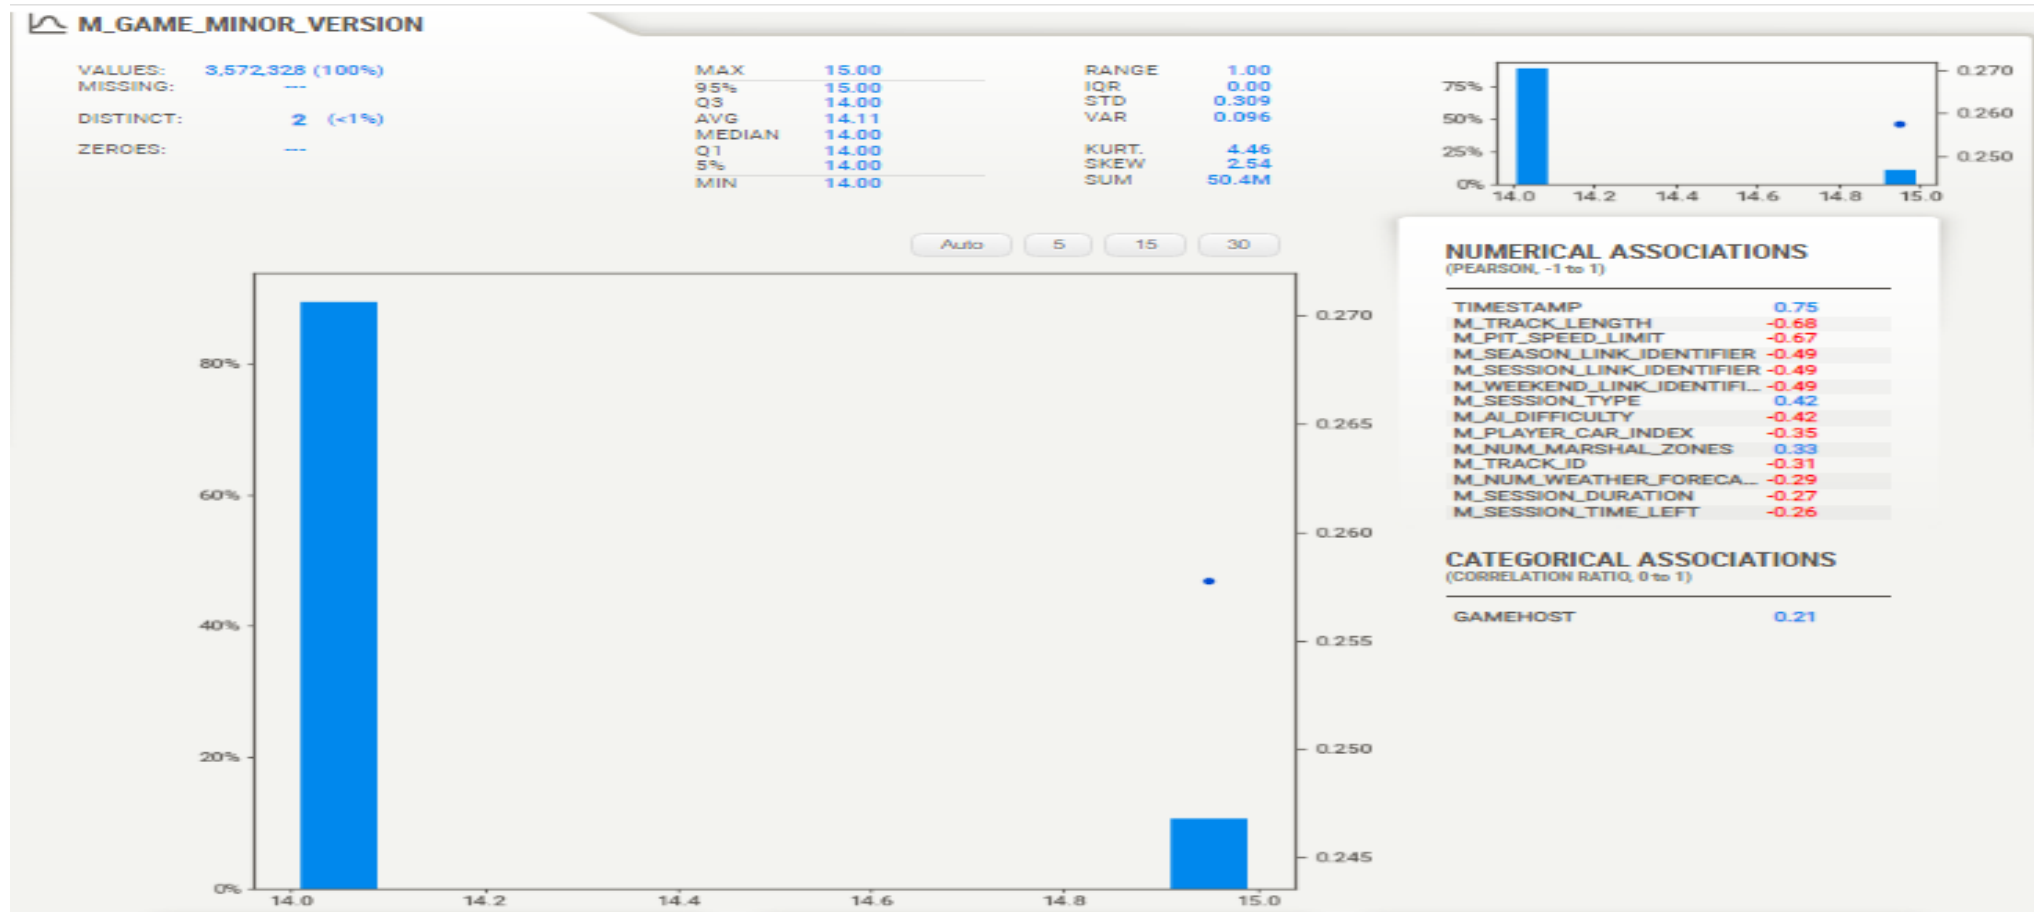 M_GAME_MINOR_VERSION
VALUES: 3,572,328 (100%)
MISSING: ---
DISTINCT: 2 (<1%)
ZEROES: ---
MAX 15.00
95% 15.00
Q3 14.00
AVG 14.11
MEDIAN 14.00
Q1 14.00
5% 14.00
MIN 14.00
RANGE 1.00
IQR 0.00
STD 0.309
VAR 0.096
KURT. 4.46
SKEW 2.54
SUM 50.4M
75%
50%
25%
0%
0.270
0.260
0.250
14.0 14.2 14.4 14.6 14.8 15.0
Auto 5 15 30
80%
60%
40%
20%
0%
0.270
0.265
0.260
0.255
0.250
0.245
14.0 14.2 14.4 14.6 14.8 15.0
NUMERICAL ASSOCIATIONS
(PEARSON, -1 to 1)
TIMESTAMP 0.75
M_TRACK_LENGTH -0.68
M_PIT_SPEED_LIMIT -0.67
M_SEASON_LINK_IDENTIFIER -0.49
M_SESSION_LINK_IDENTIFIER -0.49
M_WEEKEND_LINK_IDENTIFI... -0.49
M_SESSION_TYPE 0.42
M_AI_DIFFICULTY -0.42
M_PLAYER_CAR_INDEX -0.35
M_NUM_MARSHAL_ZONES 0.33
M_TRACK_ID -0.31
M_NUM_WEATHER_FORECA... -0.29
M_SESSION_DURATION -0.27
M_SESSION_TIME_LEFT -0.26
CATEGORICAL ASSOCIATIONS
(CORRELATION RATIO, 0 to 1)
GAMEHOST 0.21